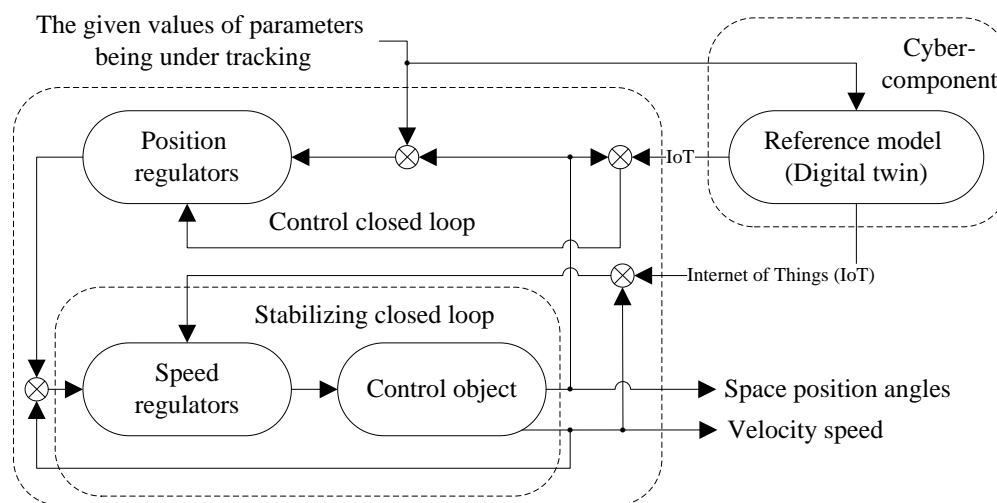 The given values of parameters
being under tracking
Cyber-
component
Position
regulators
Reference model
(Digital twin)
IoT
Control closed loop
Internet of Things (IoT)
Stabilizing closed loop
Speed
regulators
Control object
Space position angles
Velocity speed